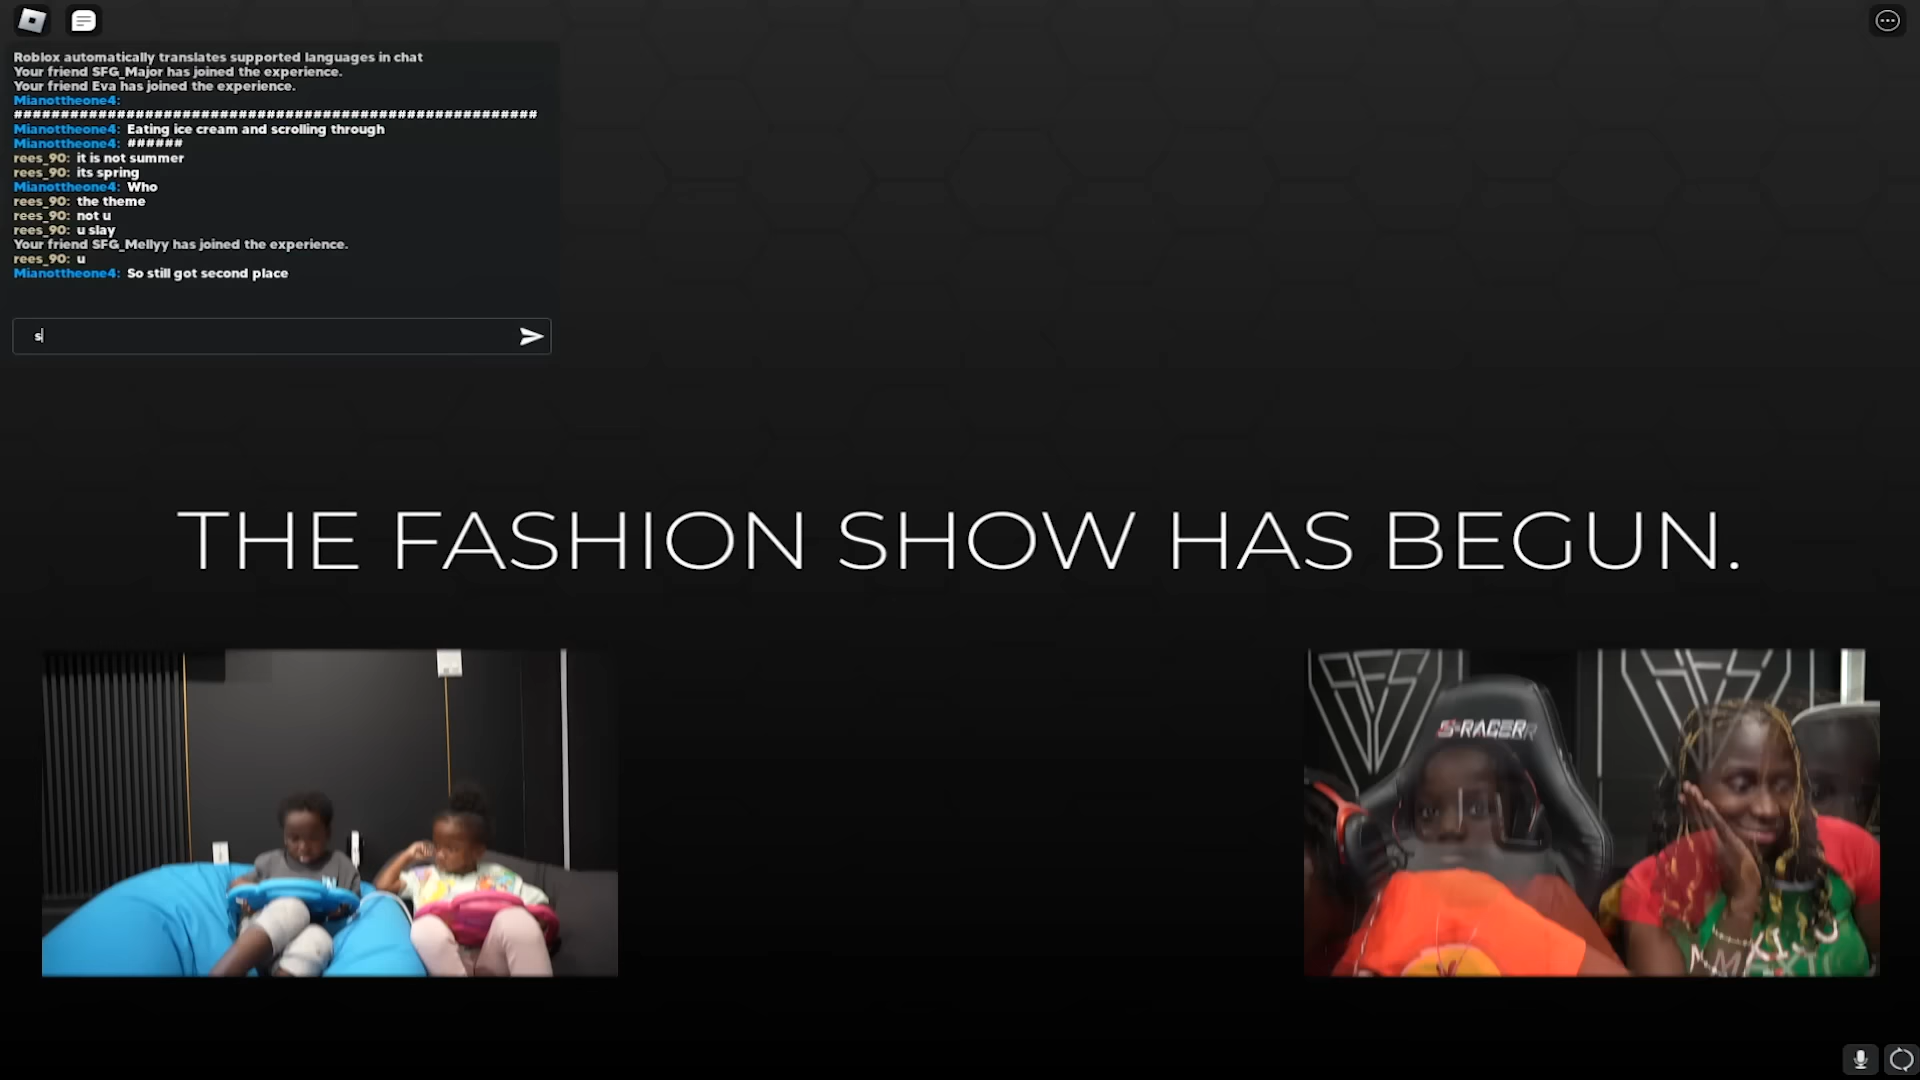 Roblox automatically translates supported languages in chat
Your friend SFG_Major has joined the experience.
Your friend Eva has joined the experience.
Mianottheone4:
########################################################
Mianottheone4: Eating ice cream and scrolling through
Mianottheone4: ######
rees_90: it is not summer
rees_90: its spring
Mianottheone4: Who
rees_90: the theme
rees_90: not u
rees_90: u slay
Your friend SFG_Mellyy has joined the experience.
rees_90: u
Mianottheone4: So still got second place
s
THE FASHION SHOW HAS BEGUN.
S-RACER